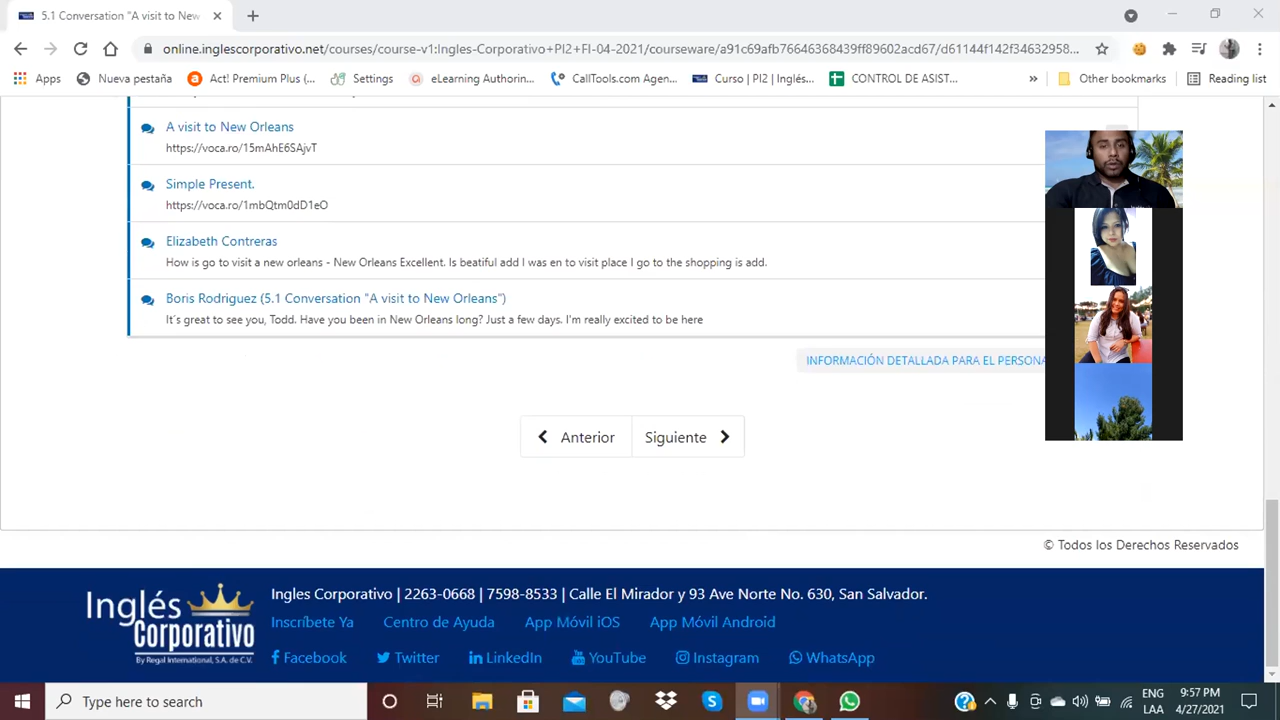 5.1 Conversation "A visit to New
online.inglescorporativo.net/courses/course-v1:Ingles-Corporativo+PI2+FI-04-2021/courseware/a91c69afb76646368439ff89602acd67/d61144f142f34632958...
Apps Nueva pestaña Act! Premium Plus (... Settings eLearning Authorin... CallTools.com Agen... Curso | PI2 | Inglés... CONTROL DE ASIST... » Other bookmarks Reading list
A visit to New Orleans
https://voca.ro/15mAhE6SAjvT
Simple Present.
https://voca.ro/1mbQtm0dD1eO
Elizabeth Contreras
How is go to visit a new orleans - New Orleans Excellent. Is beatiful add I was en to visit place I go to the shopping is add.
Boris Rodriguez (5.1 Conversation "A visit to New Orleans")
It´s great to see you, Todd. Have you been in New Orleans long? Just a few days. I'm really excited to be here
INFORMACIÓN DETALLADA PARA EL PERSONA
Anterior Siguiente
© Todos los Derechos Reservados
Inglés Corporativo
By Regal International, S.A. de C.V.
Ingles Corporativo | 2263-0668 | 7598-8533 | Calle El Mirador y 93 Ave Norte No. 630, San Salvador.
Inscríbete Ya Centro de Ayuda App Móvil iOS App Móvil Android
Facebook Twitter LinkedIn YouTube Instagram WhatsApp
Type here to search
ENG 9:57 PM
LAA 4/27/2021